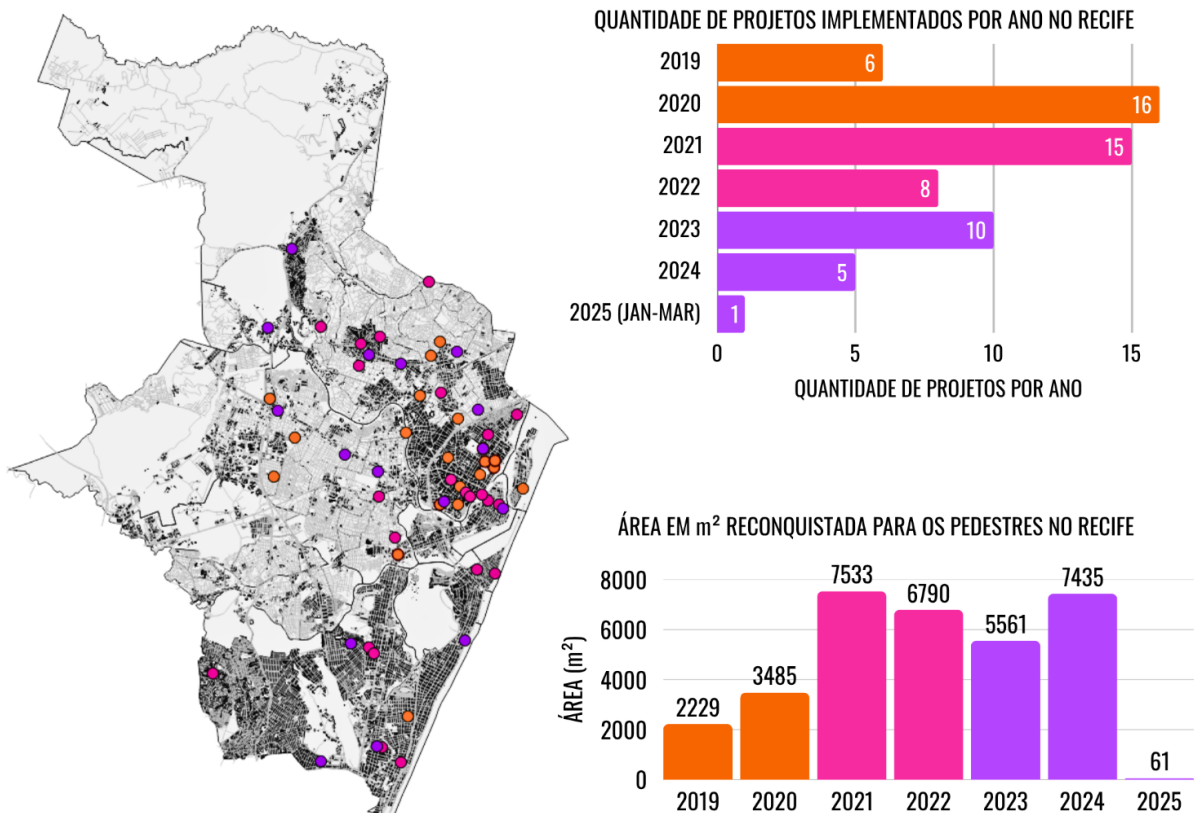 QUANTIDADE DE PROJETOS IMPLEMENTADOS POR ANO NO RECIFE
2019 6
2020 16
2021 15
2022 8
2023 10
2024 5
2025 (JAN-MAR) 1
0 5 10 15
QUANTIDADE DE PROJETOS POR ANO
ÁREA EM m² RECONQUISTADA PARA OS PEDESTRES NO RECIFE
ÁREA (m²)
8000
6000
4000
2000
0
2229 3485 7533 6790 5561 7435 61
2019 2020 2021 2022 2023 2024 2025